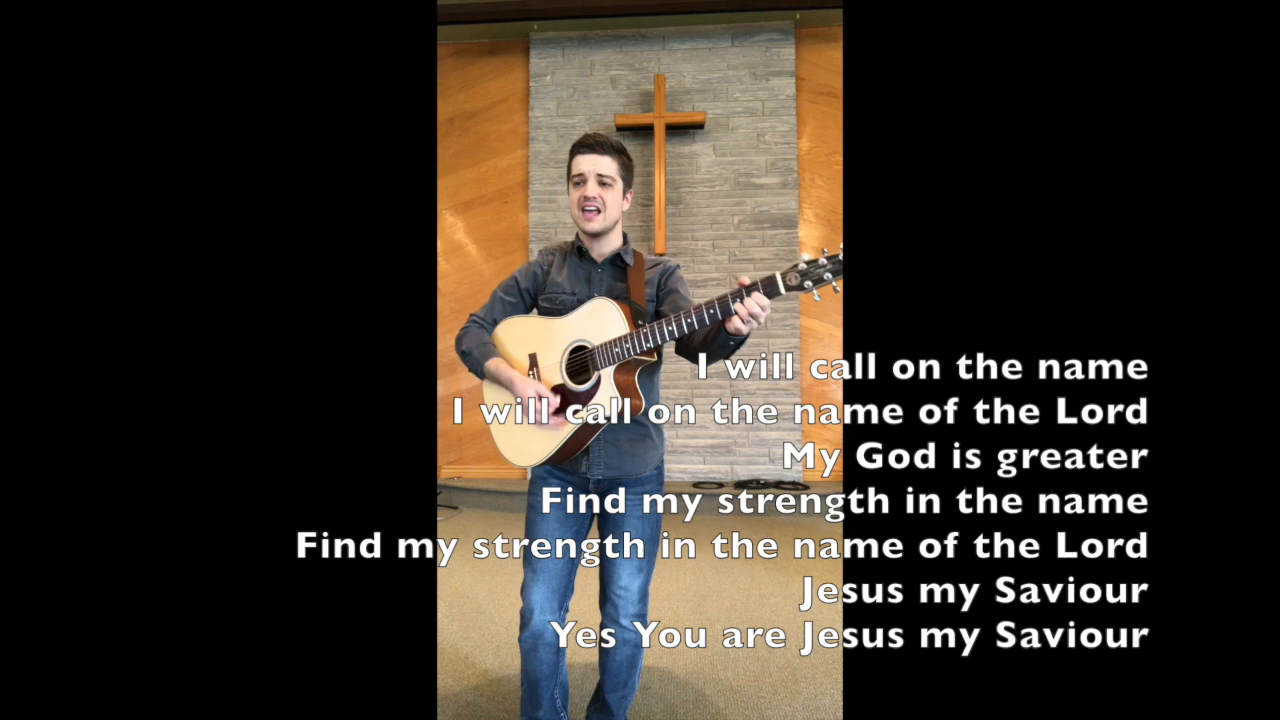 I will call on the name
I will call on the name of the Lord
My God is greater
Find my strength in the name
Find my strength in the name of the Lord
Jesus my Saviour
Yes You are Jesus my Saviour